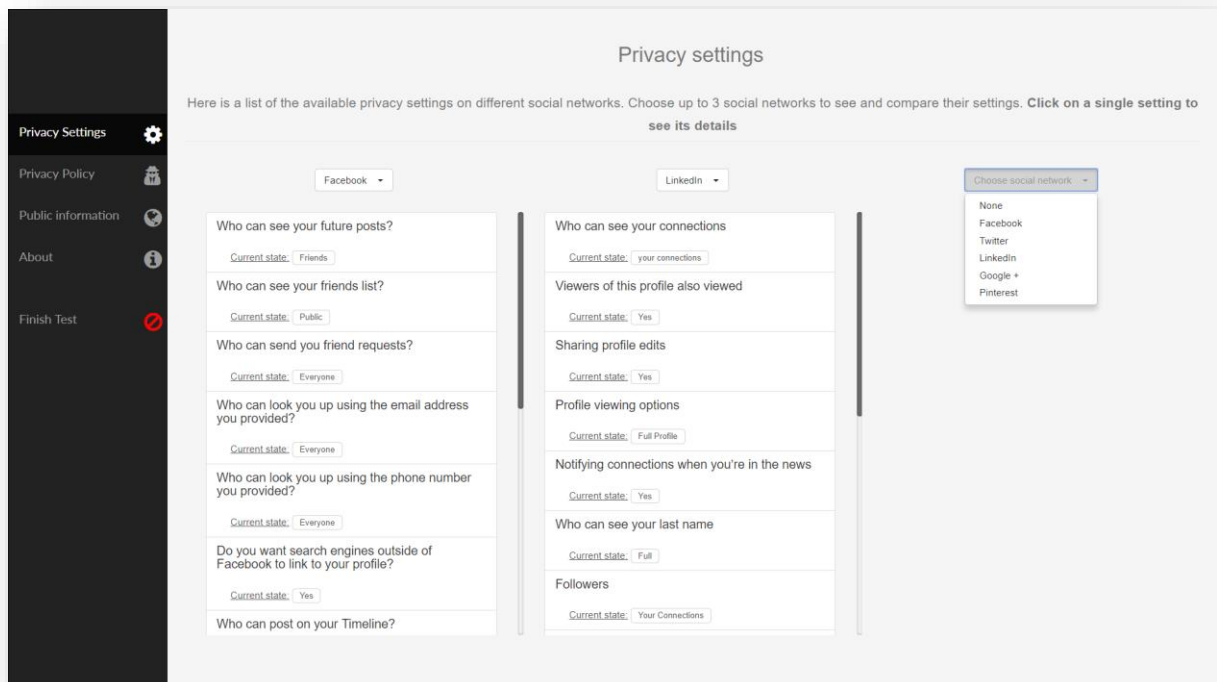 Privacy settings
Here is a list of the available privacy settings on different social networks. Choose up to 3 social networks to see and compare their settings. Click on a single setting to
see its details
Privacy Settings
Privacy Policy
Public information
About
Finish Test
Facebook
Who can see your future posts?
Current state: Friends
Who can see your friends list?
Current state: Public
Who can send you friend requests?
Current state: Everyone
Who can look you up using the email address
you provided?
Current state: Everyone
Who can look you up using the phone number
you provided?
Current state: Everyone
Do you want search engines outside of
Facebook to link to your profile?
Current state: Yes
Who can post on your Timeline?
LinkedIn
Who can see your connections
Current state: your connections
Viewers of this profile also viewed
Current state: Yes
Sharing profile edits
Current state: Yes
Profile viewing options
Current state: Full Profile
Notifying connections when you're in the news
Current state: Yes
Who can see your last name
Current state: Full
Followers
Current state: Your Connections
Choose social network
None
Facebook
Twitter
LinkedIn
Google +
Pinterest